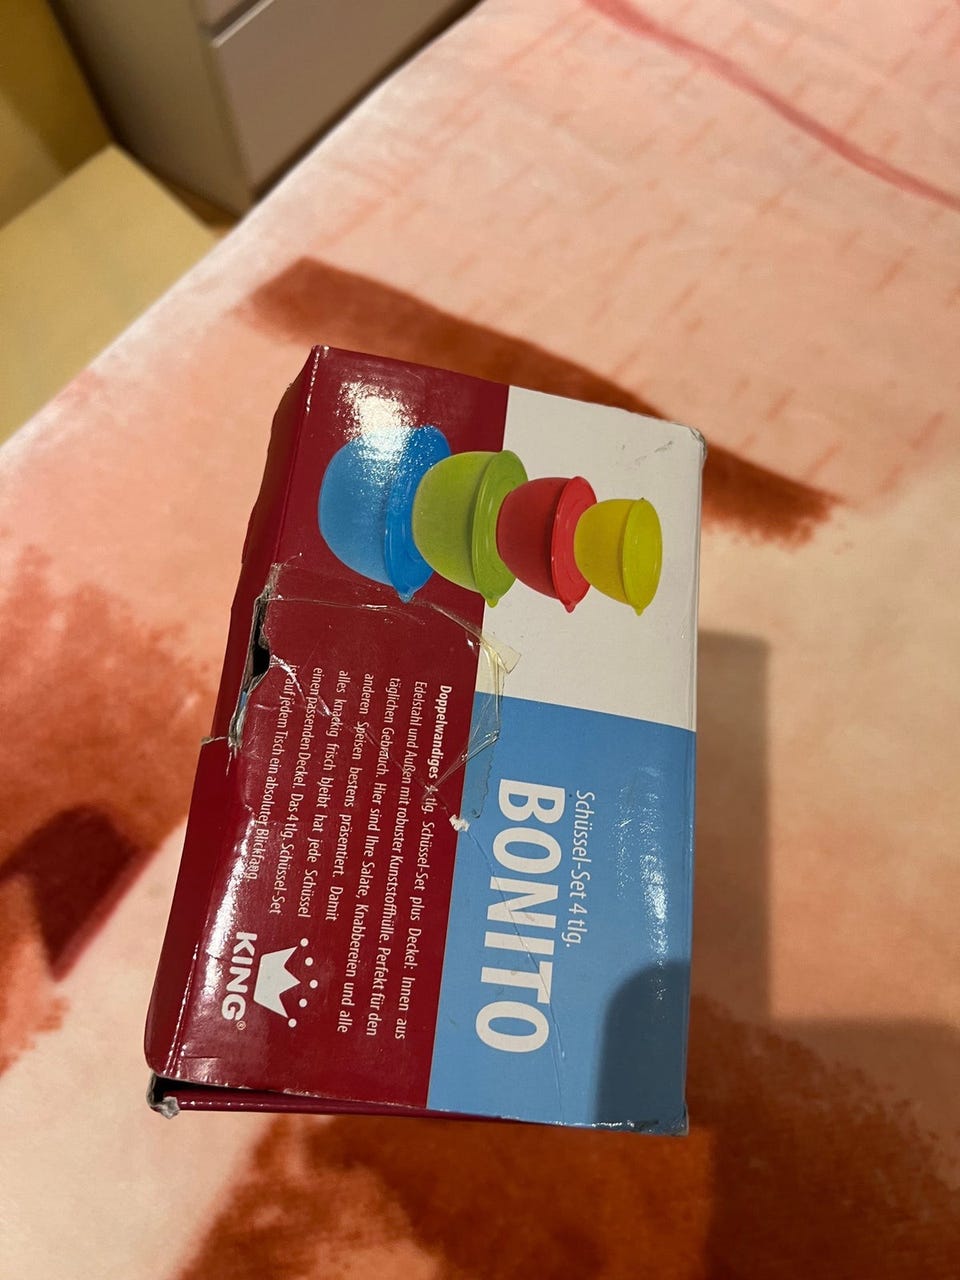 Schüssel-Set 4 tlg.
BONITO
Doppelwandiges 4 tlg. Schüssel-Set plus Deckel: Innen aus
Edelstahl und Außen mit robuster Kunststoffhülle. Perfekt für den
täglichen Gebrauch. Hier sind Ihre Salate, Knabbereien und alle
anderen Speisen bestens präsentiert. Damit
alles knackig frisch bleibt hat jede Schüssel
einen passenden Deckel. Das 4 tlg. Schüssel-Set
ist auf jedem Tisch ein absoluter Blickfang.
KING®